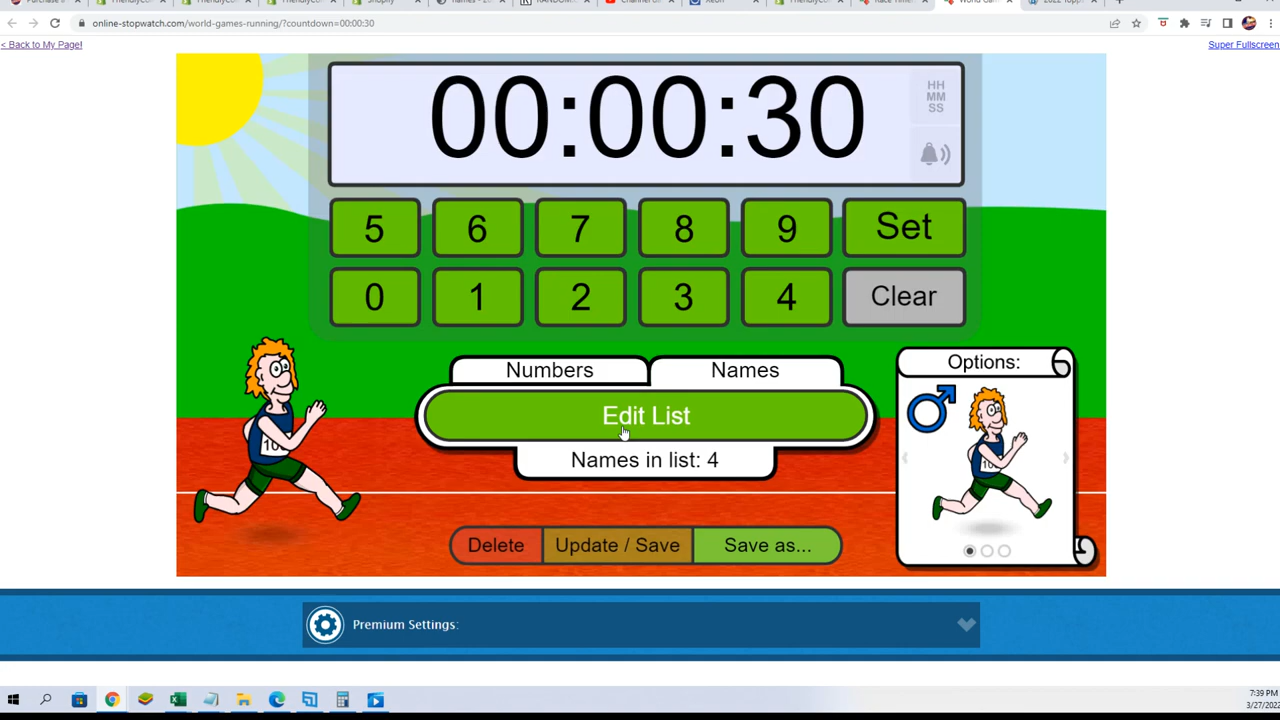 Shopify
online-stopwatch.com/world-games-running/?countdown=00:00:30
< Back to My Page!
Super Fullscreen
00:00:30
HH
MM
SS
5 6 7 8 9 Set
0 1 2 3 4 Clear
Numbers Names
Options:
Edit List
Names in list: 4
Delete Update / Save Save as...
Premium Settings:
7:39 PM
3/27/2022